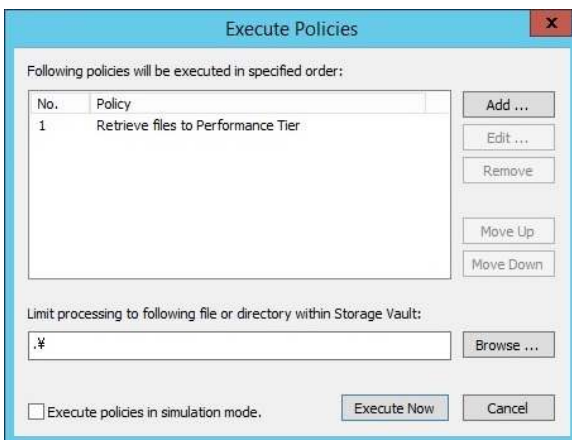 Execute Policies
x
Following policies will be executed in specified order:
No. Policy
1 Retrieve files to Performance Tier
Add ...
Edit ...
Remove
Move Up
Move Down
Limit processing to following file or directory within Storage Vault:
.¥
Browse ...
Execute policies in simulation mode.
Execute Now
Cancel